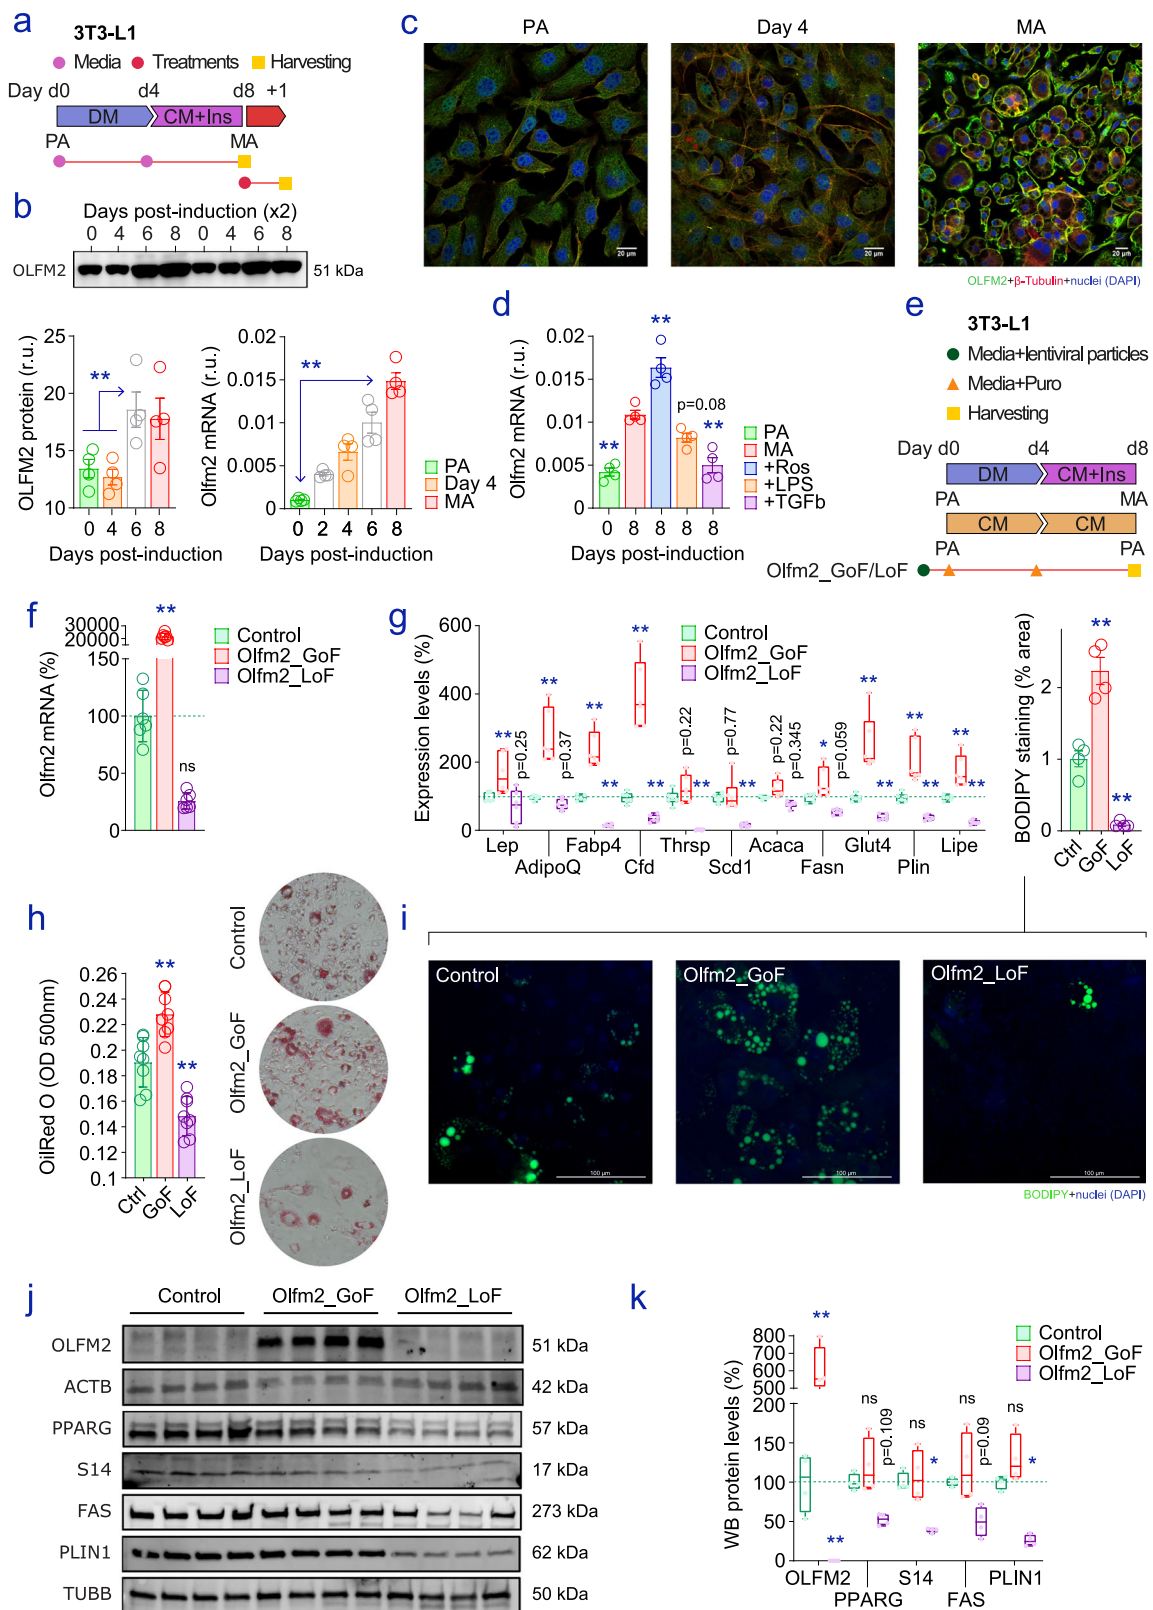 a
3T3-L1
Media Treatments Harvesting
Day d0 d4 d8 +1
DM CM+Ins
PA MA
b
Days post-induction (x2)
0 4 6 8 0 4 6 8
OLFM2 51 kDa
OLFM2 protein (r.u.)
25
20
15
10
**
0 4 6 8
Days post-induction
Olfm2 mRNA (r.u.)
0.02
0.015
0.01
0.005
0
**
0 2 4 6 8
Days post-induction
PA
Day 4
MA
c
PA Day 4 MA
20 µm 20 µm 20 µm
OLFM2+β-Tubulin+nuclei (DAPI)
d
Olfm2 mRNA (r.u.)
0.02
0.015
0.01
0.005
0
** ** p=0.08 **
0 8 8 8 8
Days post-induction
PA
MA
+Ros
+LPS
+TGFb
e
3T3-L1
Media+lentiviral particles
Media+Puro
Harvesting
Day d0 d4 d8
DM CM+Ins
PA MA
CM CM
PA PA
Olfm2_GoF/LoF
f
Olfm2 mRNA (%)
30000
20000
150
100
50
0
** ns
Control
Olfm2_GoF
Olfm2_LoF
g
Expression levels (%)
600
400
200
0
Control
Olfm2_GoF
Olfm2_LoF
** p=0.25 ** p=0.37 ** ** ** ** p=0.22 ** p=0.77 ** p=0.22 p=0.345 * p=0.059 ** ** ** ** ** **
Lep Fabp4 Thrsp Acaca Glut4 Lipe
AdipoQ Cfd Scd1 Fasn Plin
BODIPY staining (% area)
2
1
0
** **
Ctrl GoF LoF
h
OilRed O (OD 500nm)
0.26
0.24
0.22
0.2
0.18
0.16
0.14
0.12
0.1
** **
Ctrl GoF LoF
Control
Olfm2_GoF
Olfm2_LoF
i
Control Olfm2_GoF Olfm2_LoF
100 µm 100 µm 100 µm
BODIPY+nuclei (DAPI)
j
Control Olfm2_GoF Olfm2_LoF
OLFM2 51 kDa
ACTB 42 kDa
PPARG 57 kDa
S14 17 kDa
FAS 273 kDa
PLIN1 62 kDa
TUBB 50 kDa
k
WB protein levels (%)
800
700
600
500
200
150
100
50
0
** ** ns p=0.109 ns * ns p=0.09 ns *
Control
Olfm2_GoF
Olfm2_LoF
OLFM2 S14 PLIN1
PPARG FAS